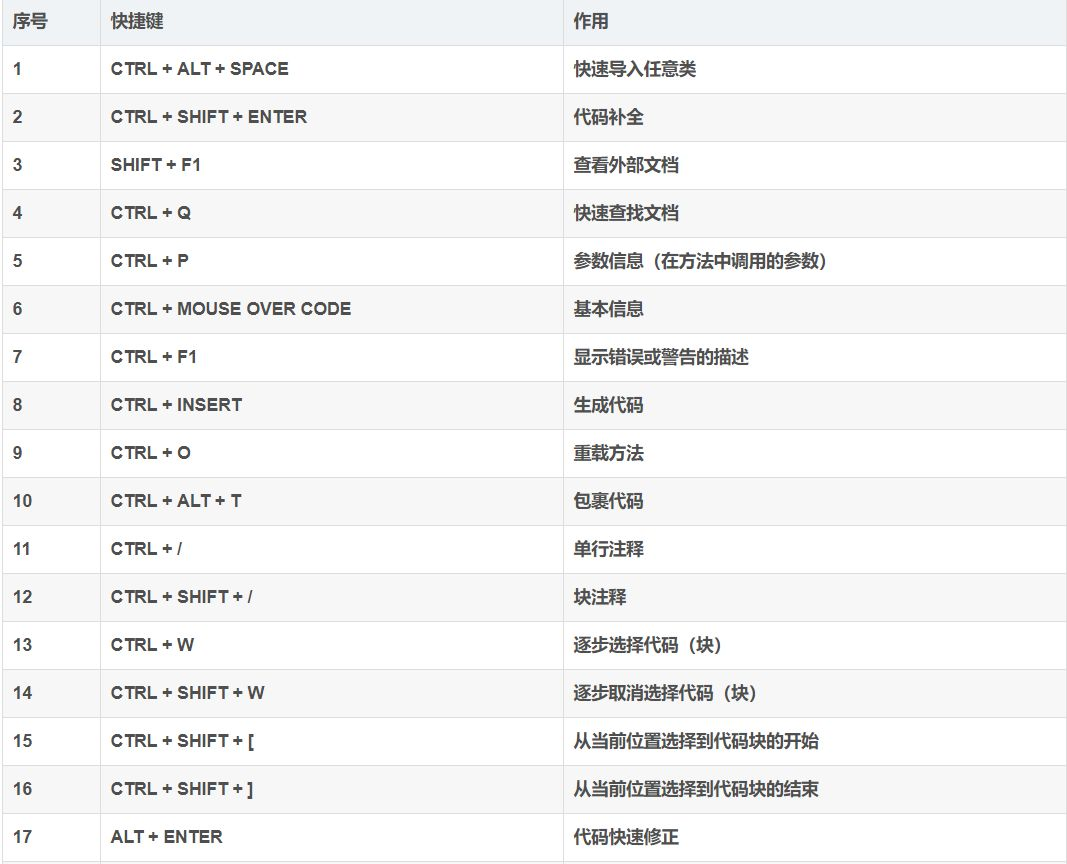 序号 快捷键 作用
1 CTRL + ALT + SPACE 快速导入任意类
2 CTRL + SHIFT + ENTER 代码补全
3 SHIFT + F1 查看外部文档
4 CTRL + Q 快速查找文档
5 CTRL + P 参数信息（在方法中调用的参数）
6 CTRL + MOUSE OVER CODE 基本信息
7 CTRL + F1 显示错误或警告的描述
8 CTRL + INSERT 生成代码
9 CTRL + O 重载方法
10 CTRL + ALT + T 包裹代码
11 CTRL + / 单行注释
12 CTRL + SHIFT + / 块注释
13 CTRL + W 逐步选择代码（块）
14 CTRL + SHIFT + W 逐步取消选择代码（块）
15 CTRL + SHIFT + [ 从当前位置选择到代码块的开始
16 CTRL + SHIFT + ] 从当前位置选择到代码块的结束
17 ALT + ENTER 代码快速修正